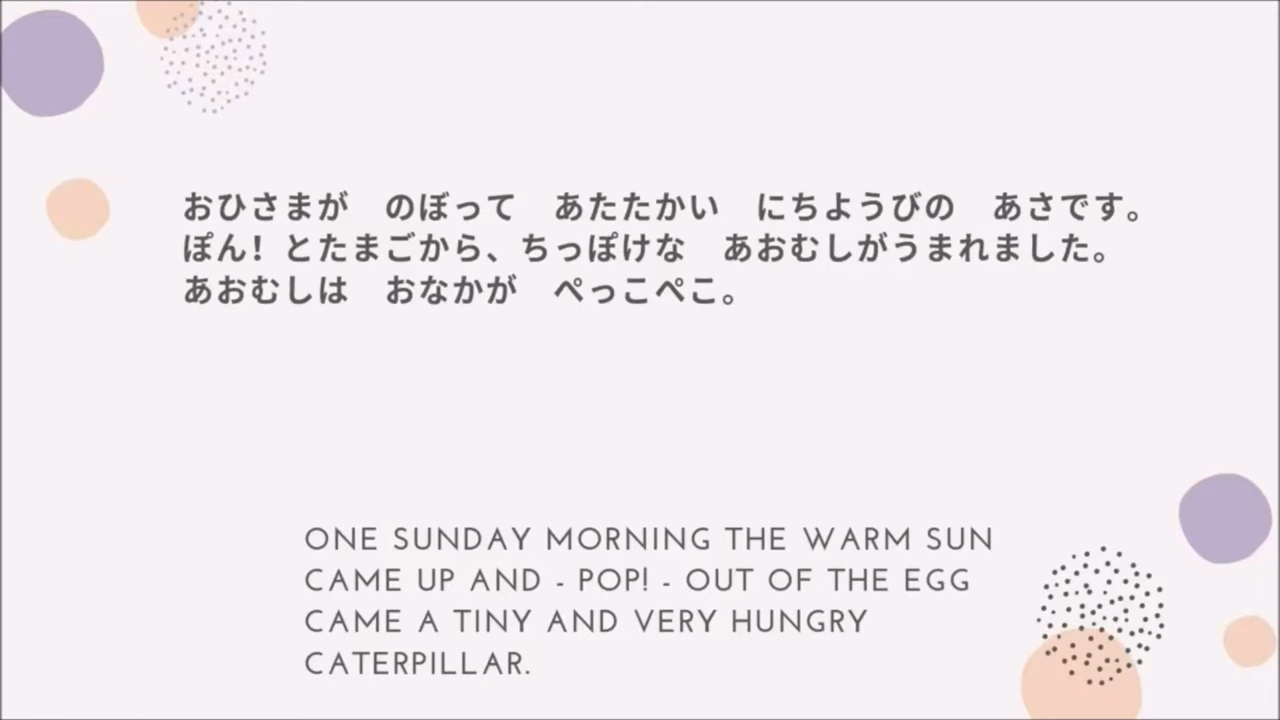 おひさまが　のぼって　あたたかい　にちようびの　あさです。
ぽん！とたまごから、ちっぽけな　あおむしがうまれました。
あおむしは　おなかが　ぺっこぺこ。
ONE SUNDAY MORNING THE WARM SUN
CAME UP AND - POP! - OUT OF THE EGG
CAME A TINY AND VERY HUNGRY
CATERPILLAR.